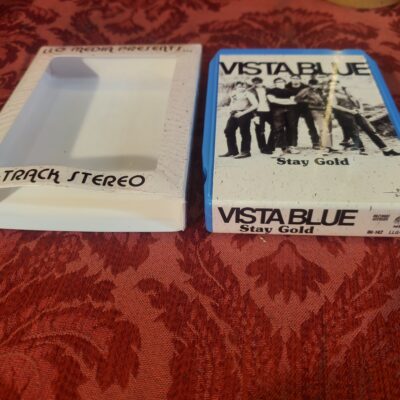 LLO MEDIA PRESENTS...
TRACK STEREO
VISTA BLUE
Stay Gold
VISTA BLUE
Stay Gold